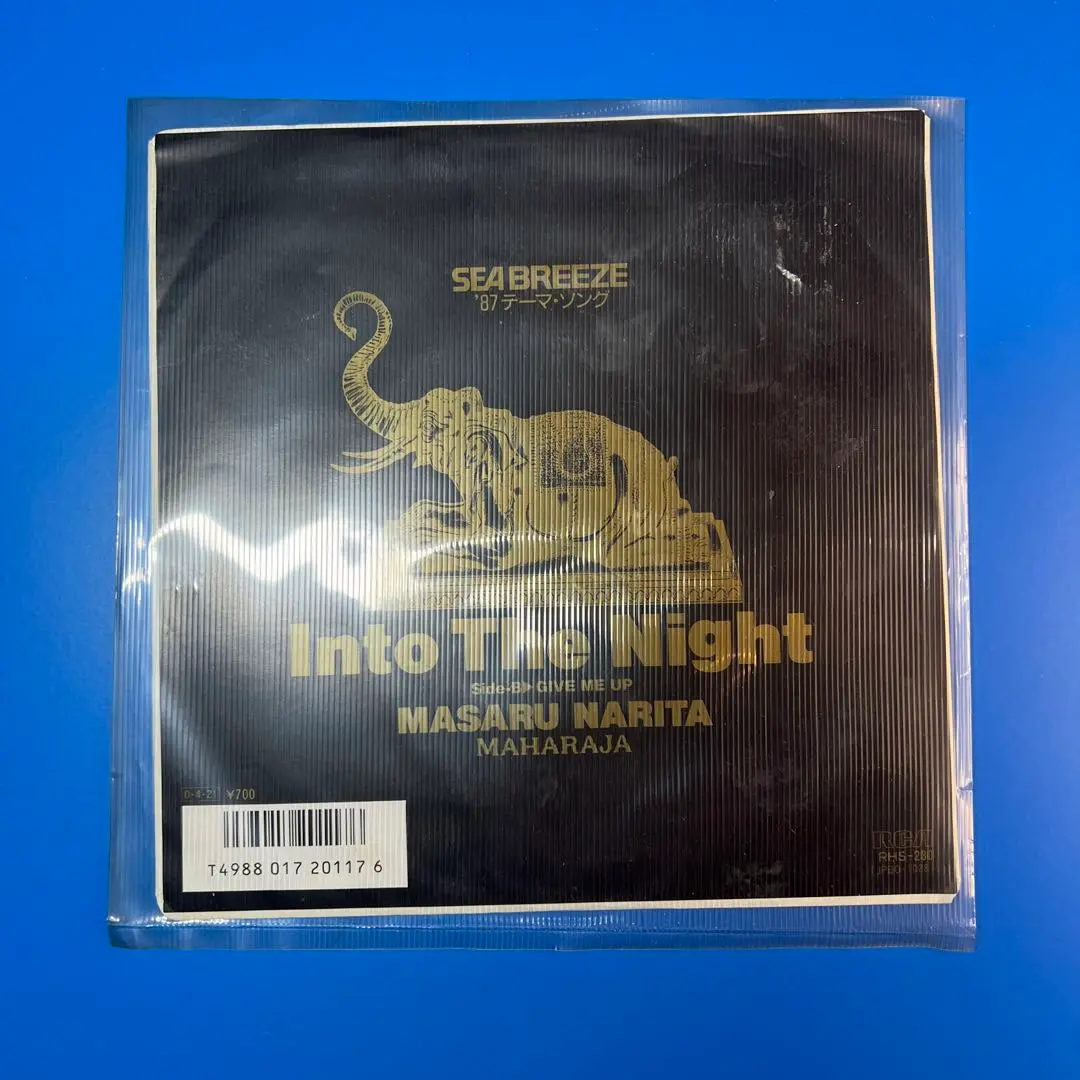 SEA BREEZE
'87テーマ・ソング
Into The Night
Side-B▶GIVE ME UP
MASARU NARITA
MAHARAJA
¥700
T4988 017 20117 6
RCA
RHS-280